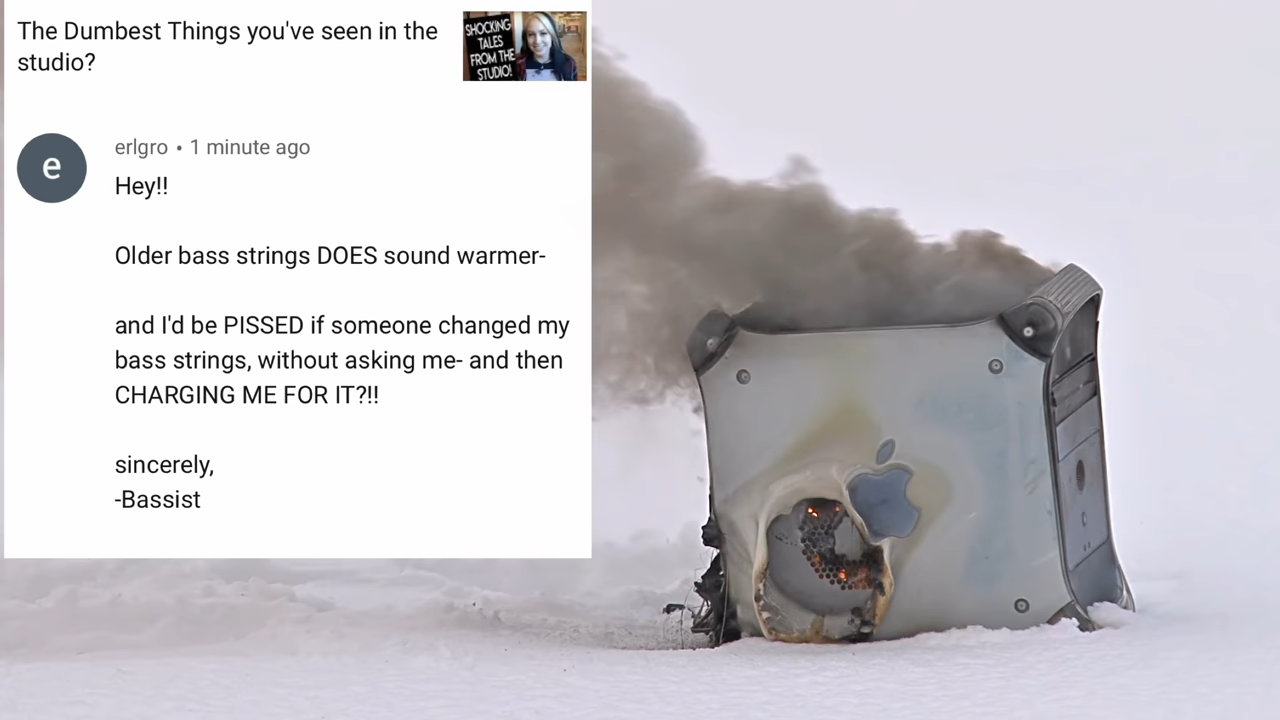 The Dumbest Things you've seen in the
studio?
SHOCKING
TALES
FROM THE
STUDIO!
e
erlgro • 1 minute ago
Hey!!
Older bass strings DOES sound warmer-
and I'd be PISSED if someone changed my
bass strings, without asking me- and then
CHARGING ME FOR IT?!!
sincerely,
-Bassist